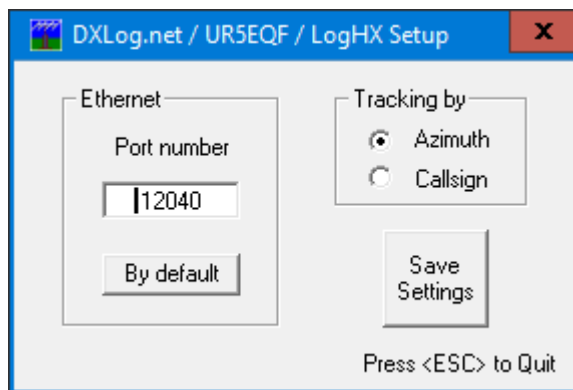 DXLog.net / UR5EQF / LogHX Setup
x
Ethernet
Port number
12040
By default
Tracking by
Azimuth
Callsign
Save
Settings
Press <ESC> to Quit